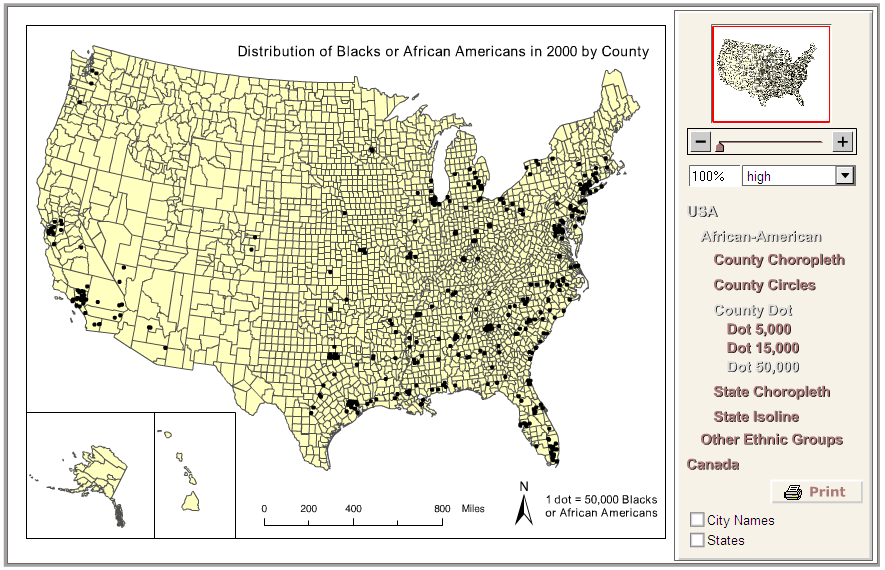 Distribution of Blacks or African Americans in 2000 by County
N
0 200 400 800 Miles
1 dot = 50,000 Blacks
or African Americans
100% high
USA
African-American
County Choropleth
County Circles
County Dot
Dot 5,000
Dot 15,000
Dot 50,000
State Choropleth
State Isoline
Other Ethnic Groups
Canada
Print
City Names
States